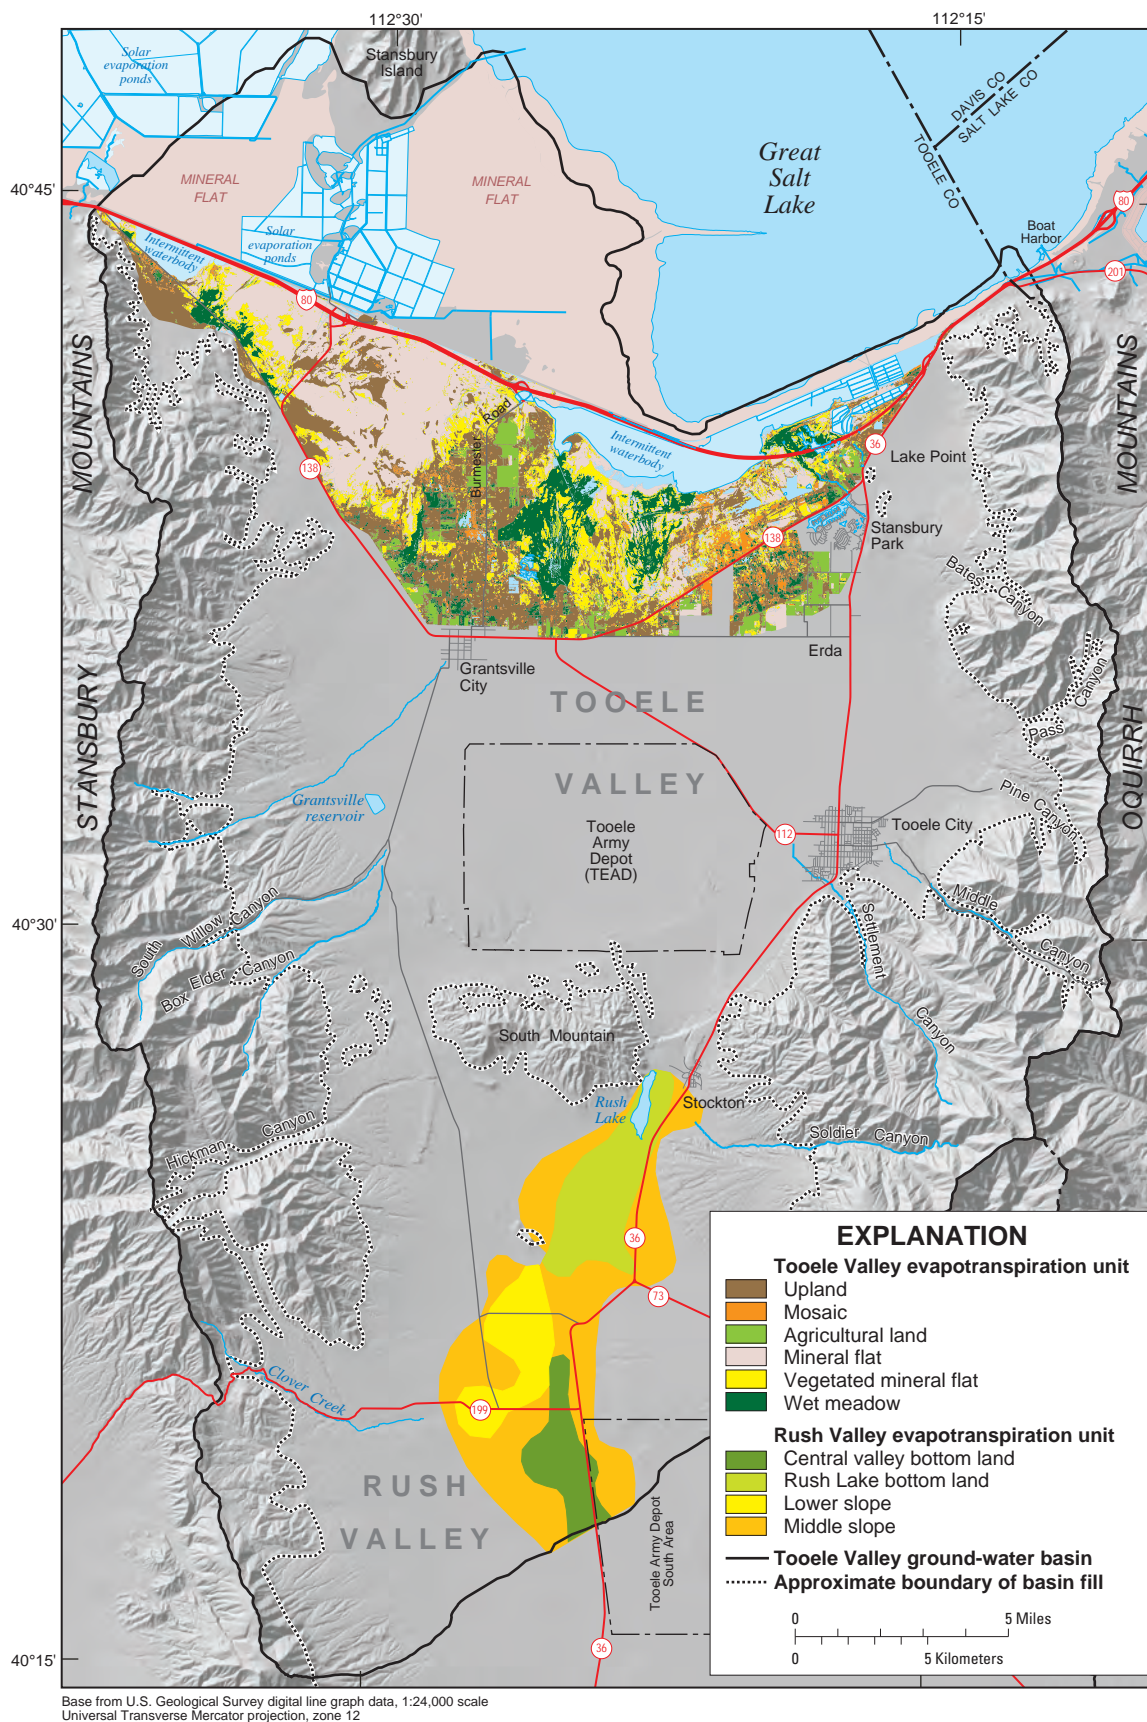 112°30'
112°15'
Solar
evaporation
ponds
Stansbury
Island
DAVIS CO
SALT LAKE CO
TOOELE CO
Great
Salt
Lake
40°45'
MINERAL
FLAT
MINERAL
FLAT
80
Boat
Harbor
201
Intermittent
waterbody
Solar
evaporation
ponds
80
MOUNTAINS
MOUNTAINS
Burmester Road
Intermittent
waterbody
36
Lake Point
138
138
Stansbury
Park
Bates Canyon
Erda
Grantsville
City
TOOELE
VALLEY
Pass Canyon
STANSBURY
OQUIRRH
Grantsville
reservoir
Tooele
Army
Depot
(TEAD)
112
Tooele City
Pine Canyon
40°30'
South Willow Canyon
Box Elder Canyon
Settlement Canyon
Middle Canyon
South Mountain
Rush
Lake
Stockton
Soldier Canyon
Hickman Canyon
36
73
Clover Creek
199
RUSH
VALLEY
Tooele Army Depot
South Area
36
40°15'
EXPLANATION
Tooele Valley evapotranspiration unit
Upland
Mosaic
Agricultural land
Mineral flat
Vegetated mineral flat
Wet meadow
Rush Valley evapotranspiration unit
Central valley bottom land
Rush Lake bottom land
Lower slope
Middle slope
Tooele Valley ground-water basin
Approximate boundary of basin fill
0 5 Miles
0 5 Kilometers
Base from U.S. Geological Survey digital line graph data, 1:24,000 scale
Universal Transverse Mercator projection, zone 12